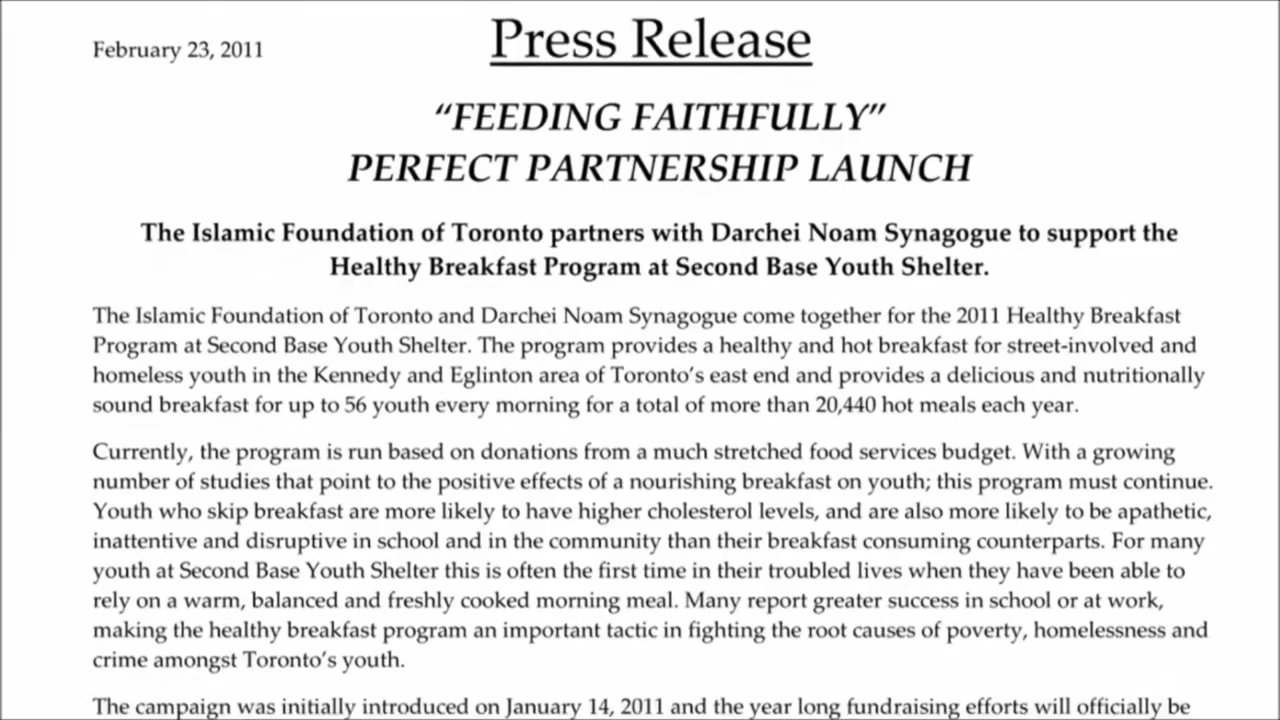 February 23, 2011
Press Release
“FEEDING FAITHFULLY”
PERFECT PARTNERSHIP LAUNCH
The Islamic Foundation of Toronto partners with Darchei Noam Synagogue to support the
Healthy Breakfast Program at Second Base Youth Shelter.
The Islamic Foundation of Toronto and Darchei Noam Synagogue come together for the 2011 Healthy Breakfast
Program at Second Base Youth Shelter. The program provides a healthy and hot breakfast for street-involved and
homeless youth in the Kennedy and Eglinton area of Toronto’s east end and provides a delicious and nutritionally
sound breakfast for up to 56 youth every morning for a total of more than 20,440 hot meals each year.
Currently, the program is run based on donations from a much stretched food services budget. With a growing
number of studies that point to the positive effects of a nourishing breakfast on youth; this program must continue.
Youth who skip breakfast are more likely to have higher cholesterol levels, and are also more likely to be apathetic,
inattentive and disruptive in school and in the community than their breakfast consuming counterparts. For many
youth at Second Base Youth Shelter this is often the first time in their troubled lives when they have been able to
rely on a warm, balanced and freshly cooked morning meal. Many report greater success in school or at work,
making the healthy breakfast program an important tactic in fighting the root causes of poverty, homelessness and
crime amongst Toronto’s youth.
The campaign was initially introduced on January 14, 2011 and the year long fundraising efforts will officially be